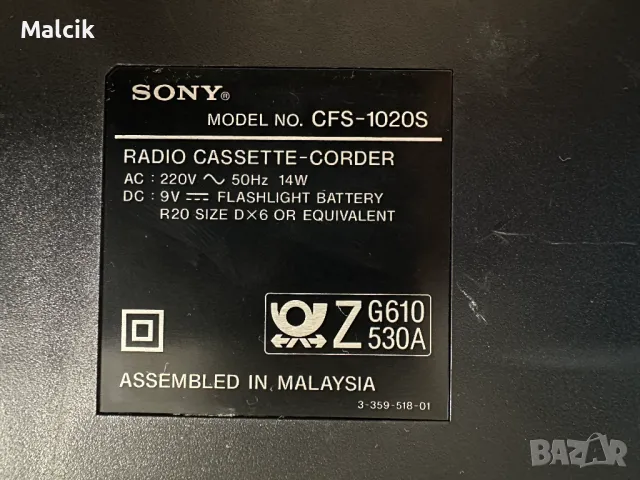 Malcik
SONY®
MODEL NO. CFS-1020S
RADIO CASSETTE-CORDER
AC : 220V ~ 50Hz 14W
DC : 9V ⎓ FLASHLIGHT BATTERY
R20 SIZE D×6 OR EQUIVALENT
Z G610
530A
ASSEMBLED IN MALAYSIA
3-359-518-01
BAZAR